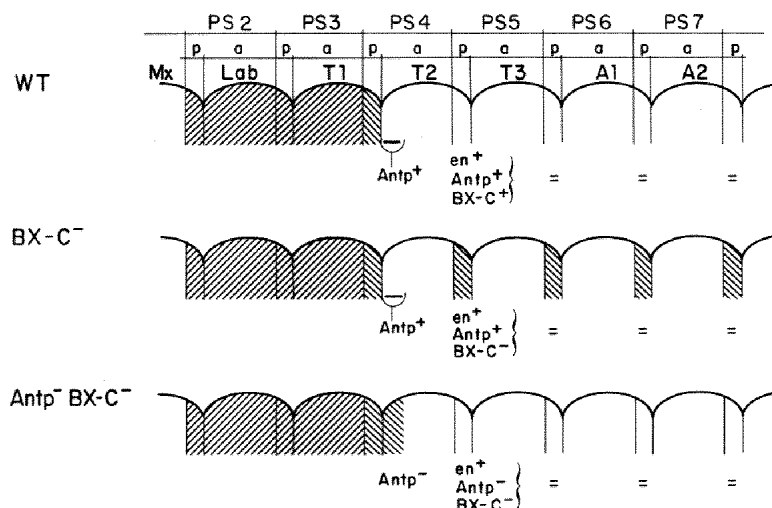 PS2 PS3 PS4 PS5 PS6 PS7
p a p a p a p a p a p a p
Mx Lab T1 T2 T3 A1 A2
WT
Antp+ en+
Antp+
BX-C+ } = = =
BX-C-
Antp+ en+
Antp+
BX-C- } = = =
Antp- BX-C-
Antp- en+
Antp-
BX-C- } = = =